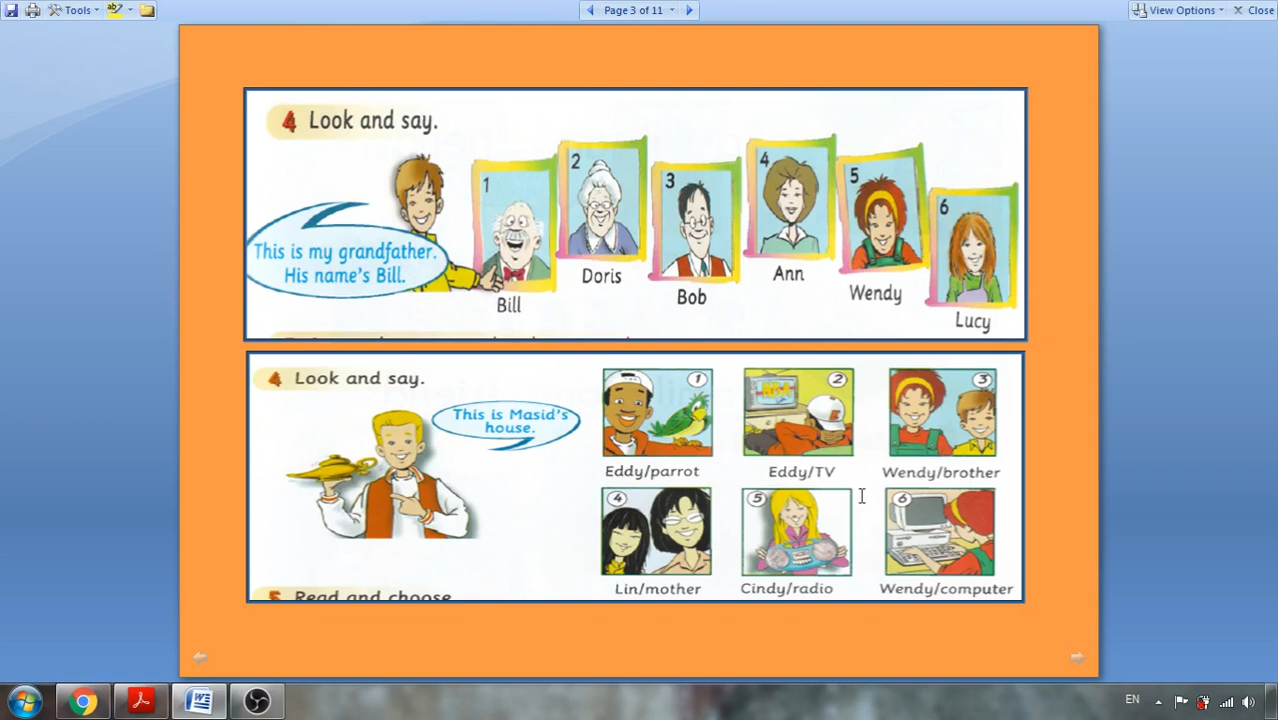 Tools
Page 3 of 11
View Options
Close
4 Look and say.
1
2
3
4
5
6
This is my grandfather.
His name's Bill.
Bill
Doris
Bob
Ann
Wendy
Lucy
4 Look and say.
This is Masid's
house.
1
2
3
Eddy/parrot
Eddy/TV
Wendy/brother
4
5
6
Lin/mother
Cindy/radio
Wendy/computer
5 Read and choose
EN